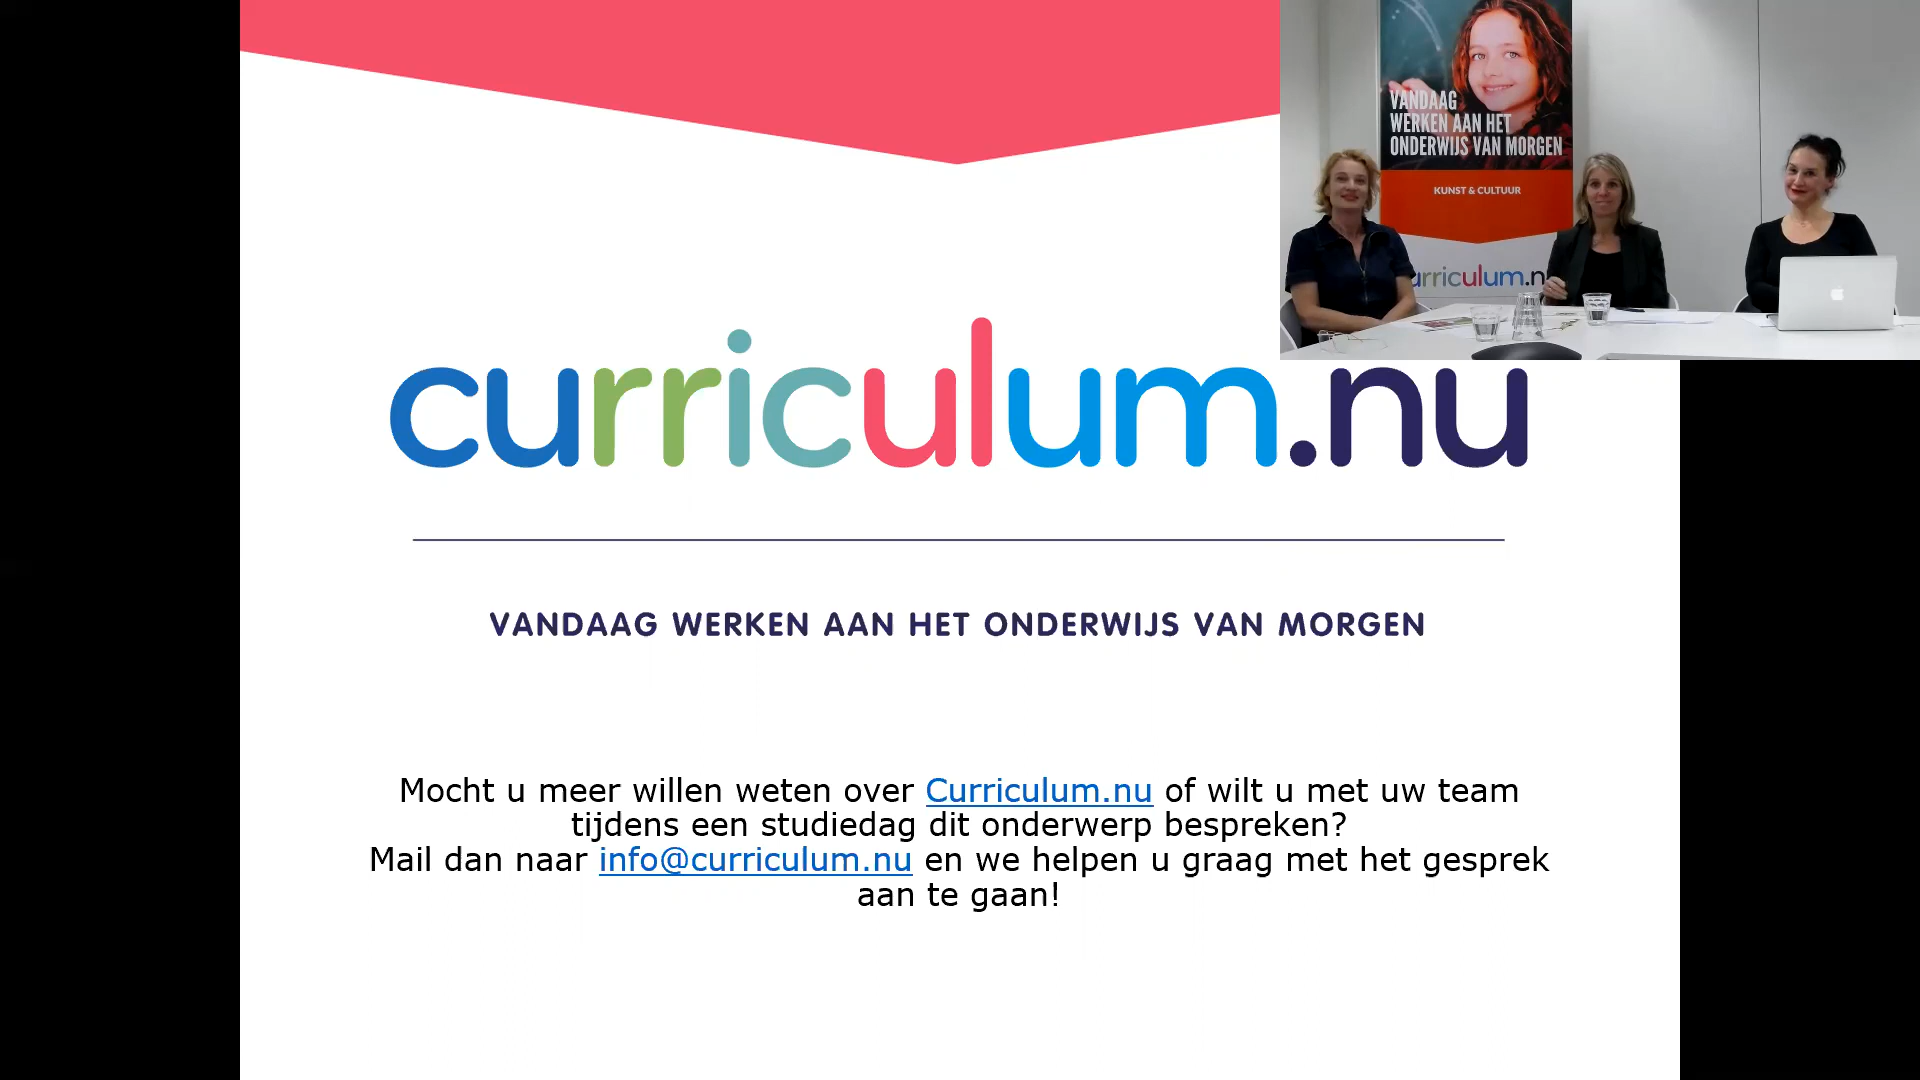 VANDAAG
WERKEN AAN HET
ONDERWIJS VAN MORGEN
KUNST & CULTUUR
curriculum.nu
VANDAAG WERKEN AAN HET ONDERWIJS VAN MORGEN
Mocht u meer willen weten over Curriculum.nu of wilt u met uw team
tijdens een studiedag dit onderwerp bespreken?
Mail dan naar info@curriculum.nu en we helpen u graag met het gesprek
aan te gaan!